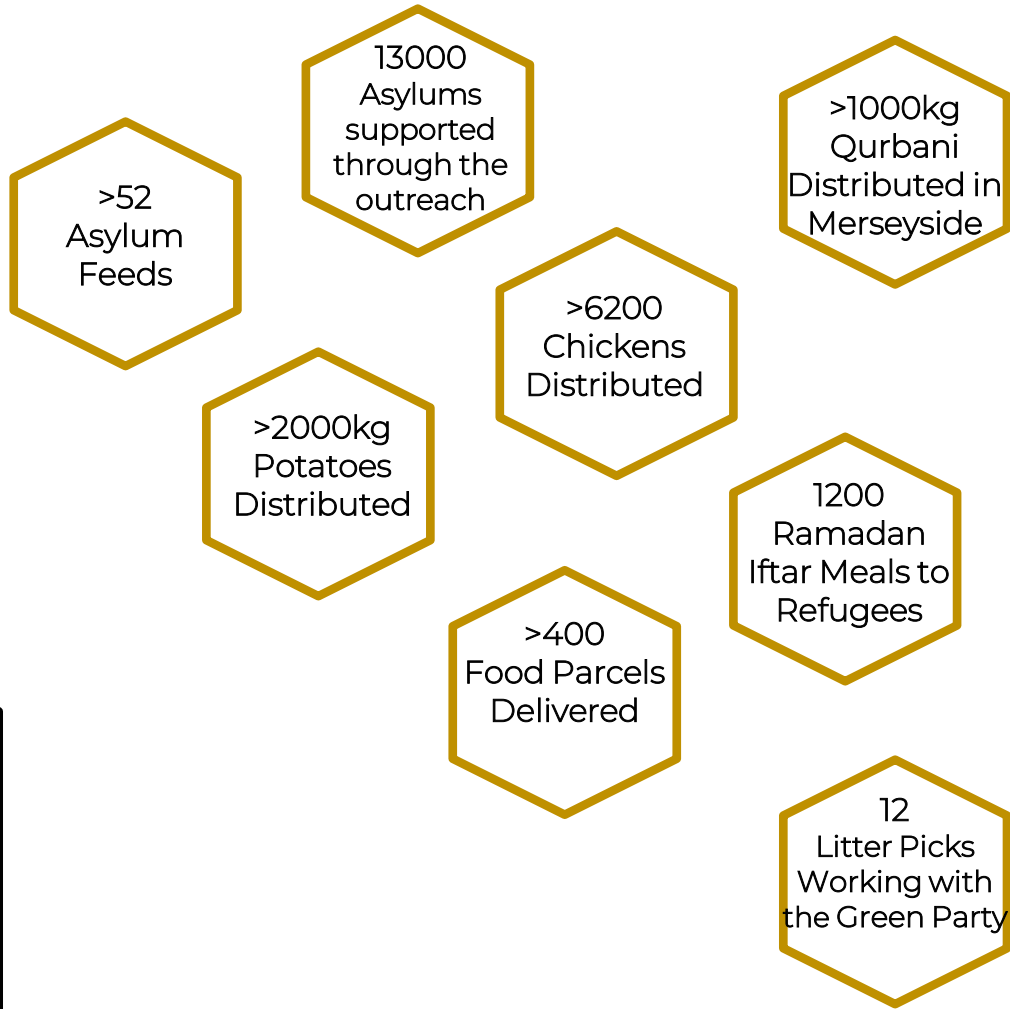 13000
Asylums
supported
through the
outreach
>1000kg
Qurbani
Distributed in
Merseyside
>52
Asylum
Feeds
>6200
Chickens
Distributed
>2000kg
Potatoes
Distributed
1200
Ramadan
Iftar Meals to
Refugees
>400
Food Parcels
Delivered
12
Litter Picks
Working with
the Green Party